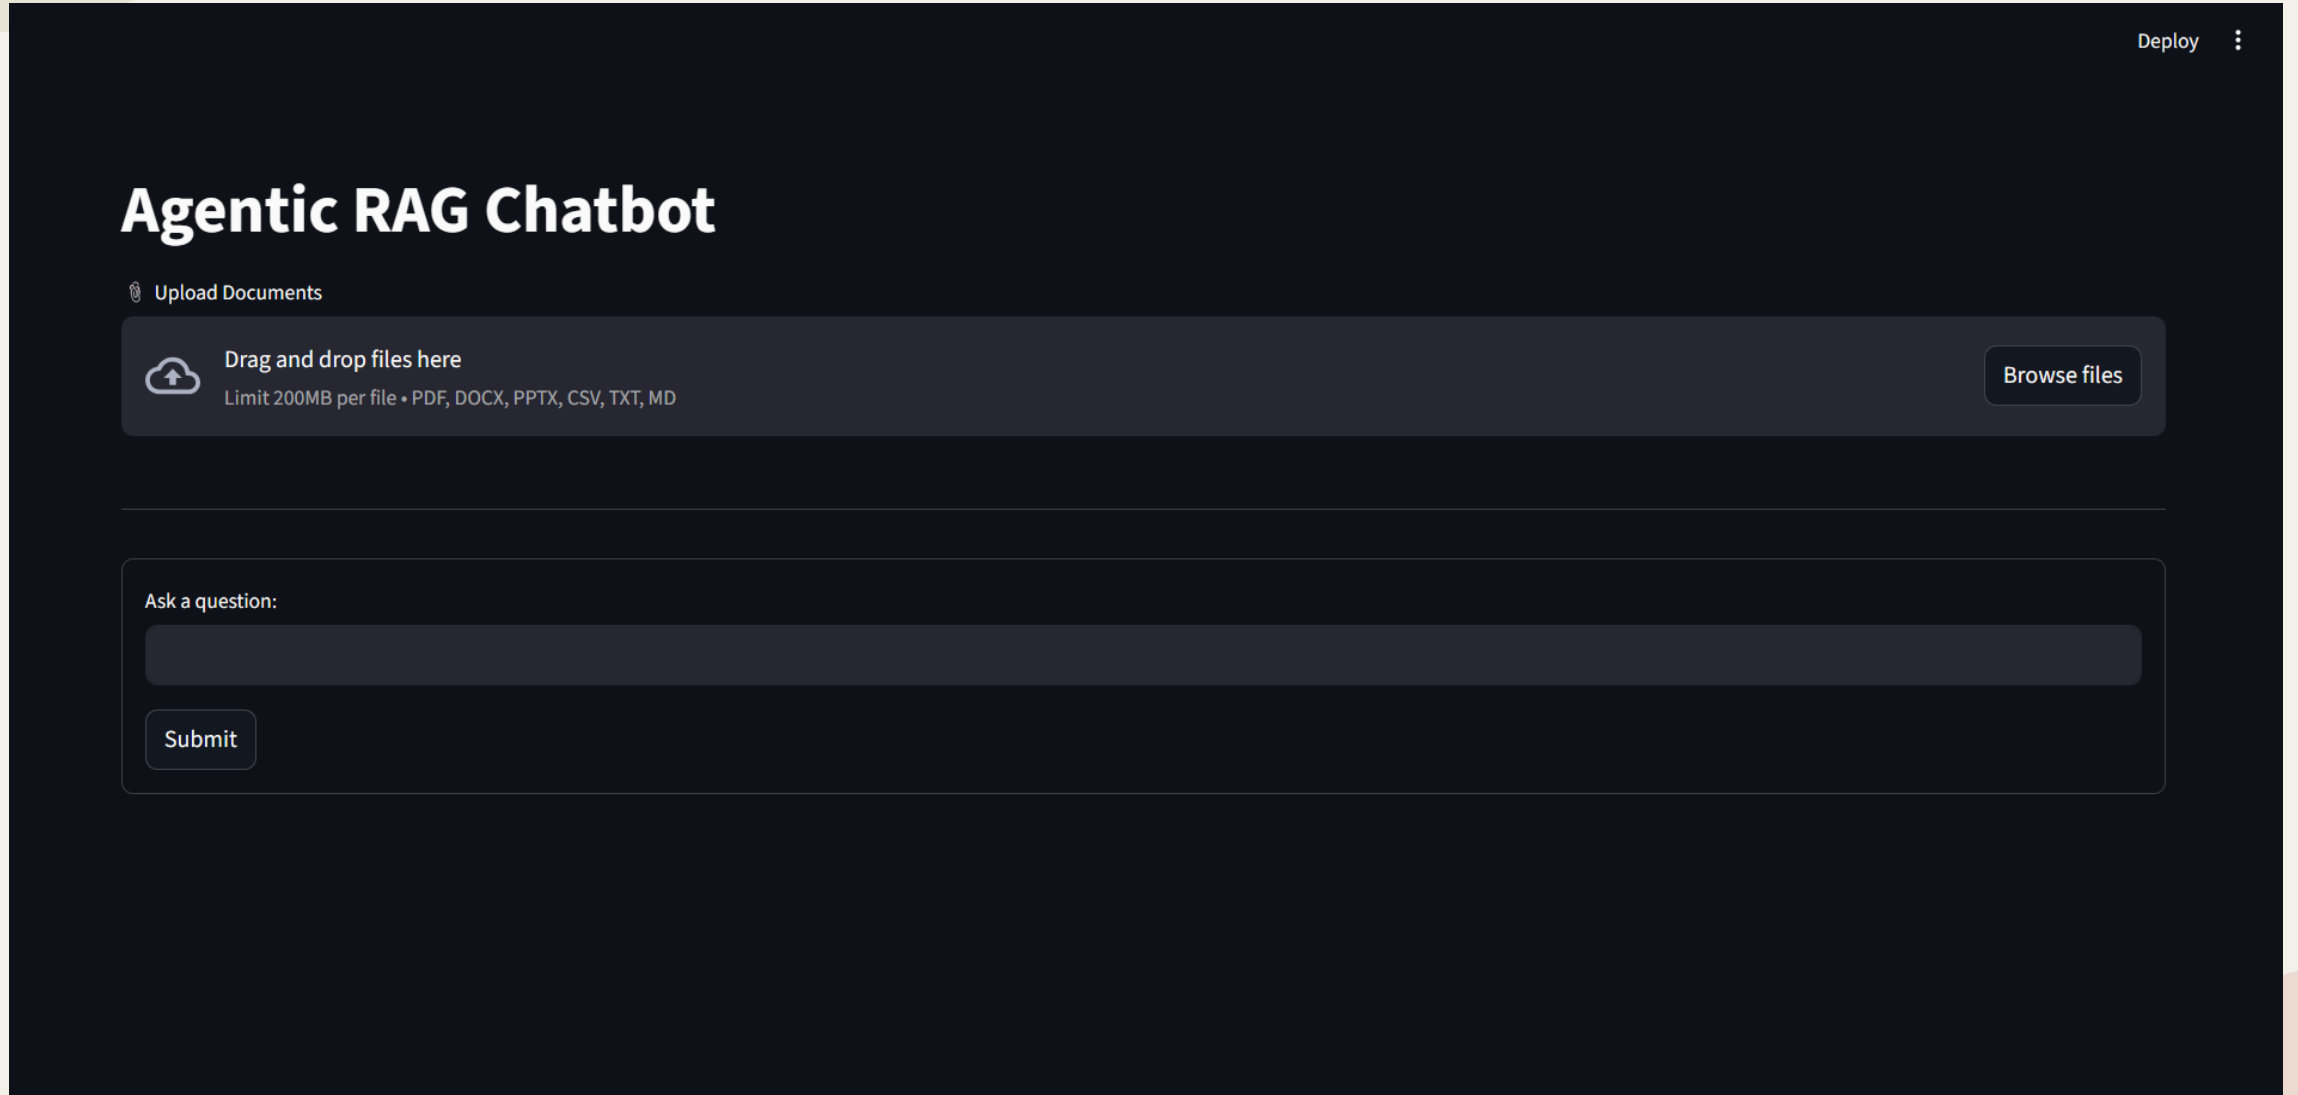 Deploy
Agentic RAG Chatbot
Upload Documents
Drag and drop files here
Limit 200MB per file • PDF, DOCX, PPTX, CSV, TXT, MD
Browse files
Ask a question:
Submit